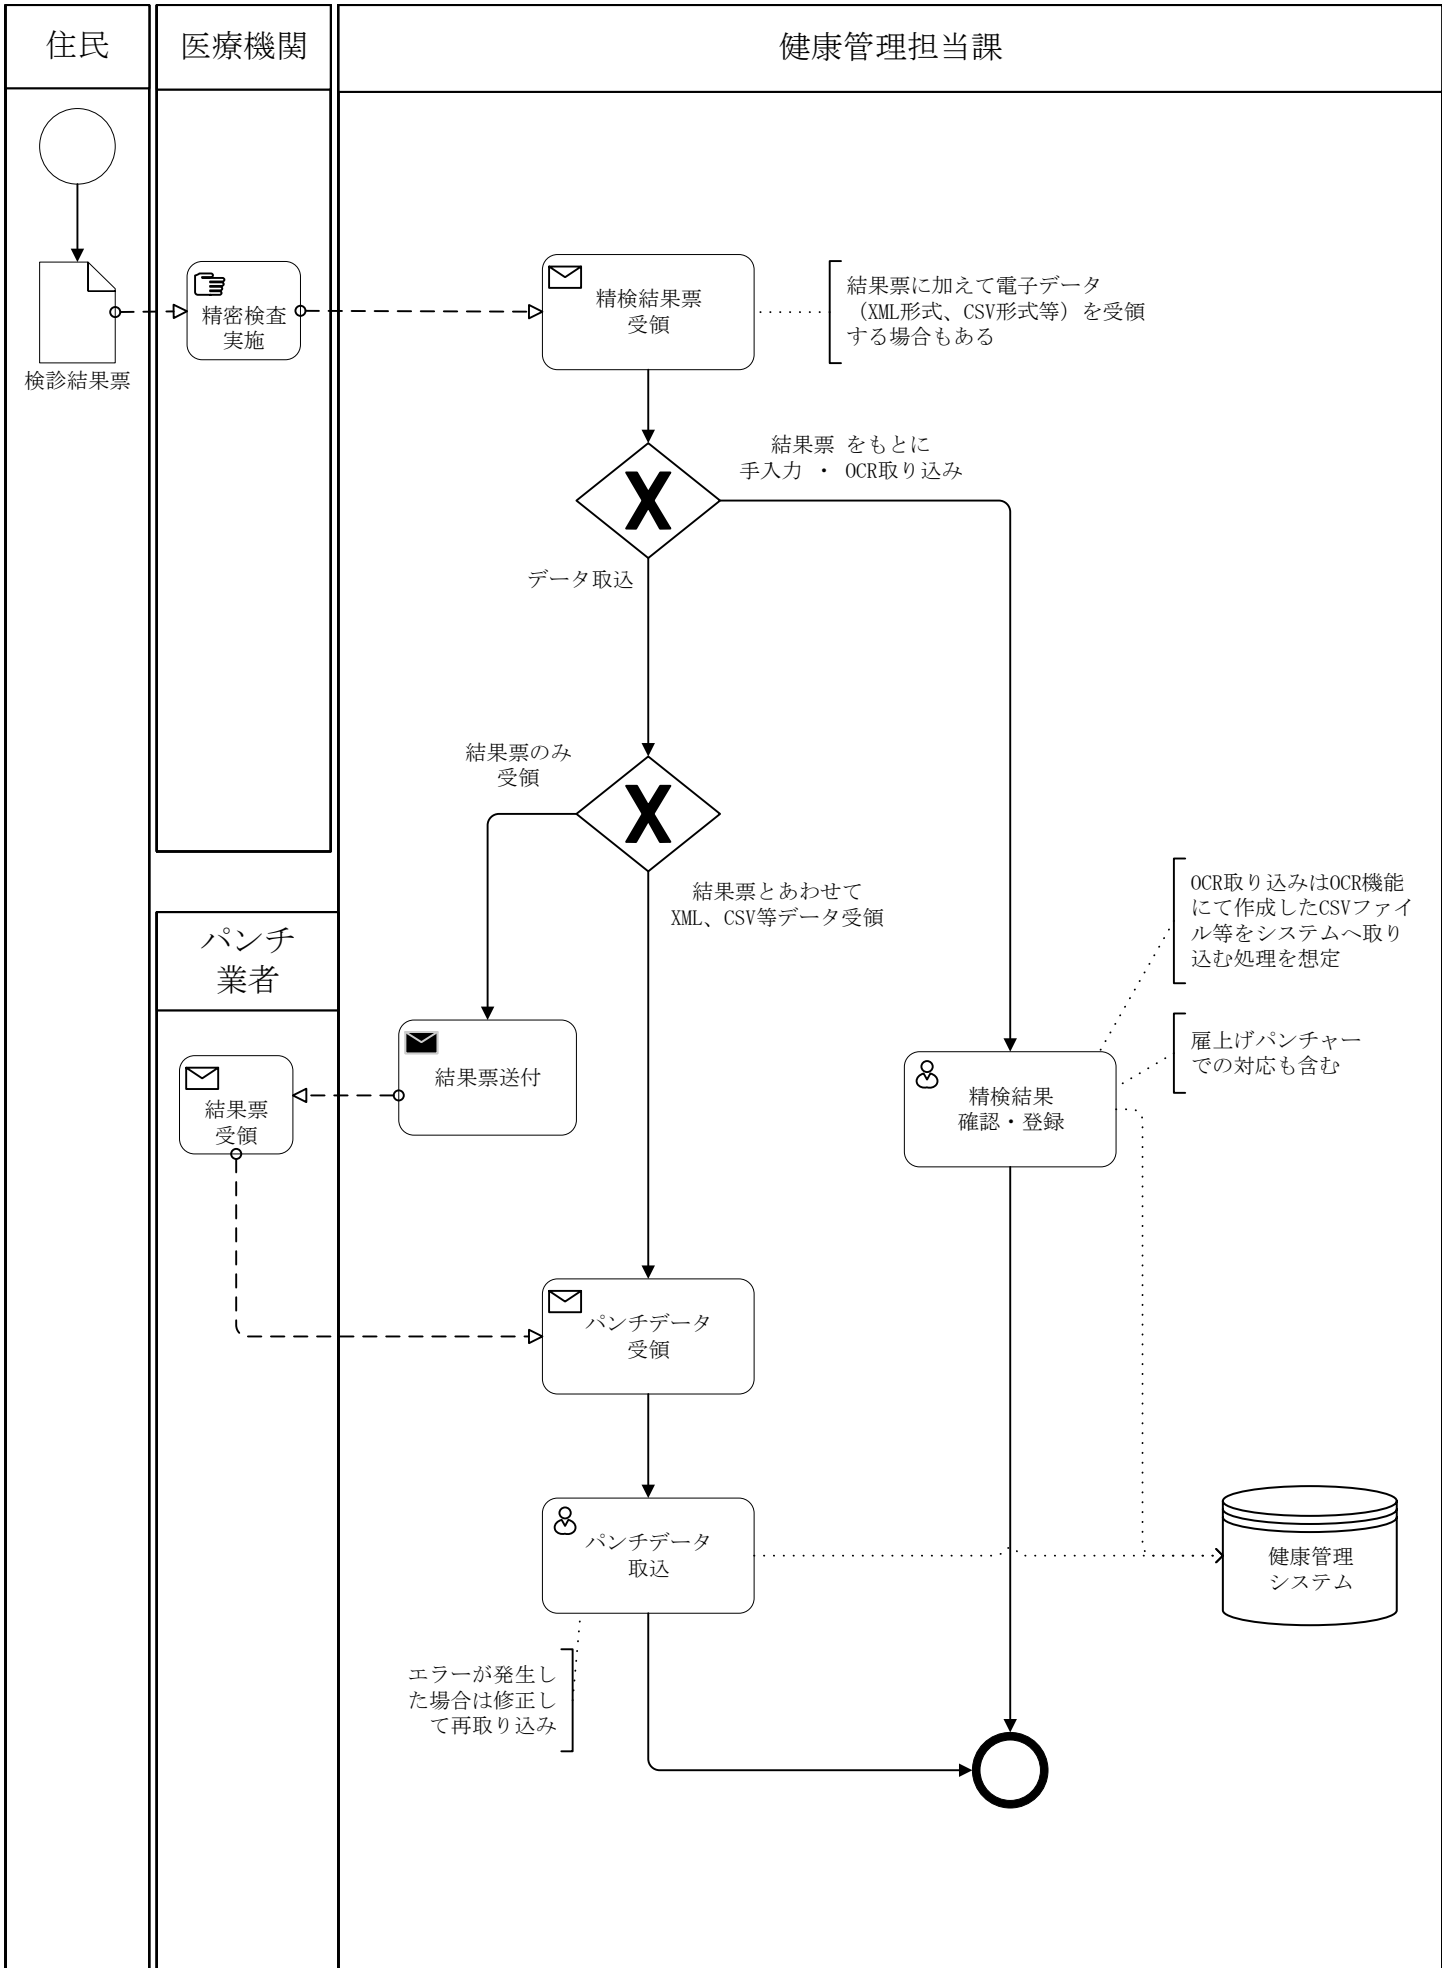 住民
医療機関
健康管理担当課
検診結果票
精密検査
実施
精検結果票
受領
結果票に加えて電子データ
（XML形式、CSV形式等）を受領
する場合もある
結果票 をもとに
手入力 ・ OCR取り込み
データ取込
結果票のみ
受領
結果票とあわせて
XML、CSV等データ受領
OCR取り込みはOCR機能
にて作成したCSVファイ
ル等をシステムへ取り
込む処理を想定
パンチ
業者
雇上げパンチャー
での対応も含む
結果票送付
結果票
受領
精検結果
確認・登録
パンチデータ
受領
パンチデータ
取込
健康管理
システム
エラーが発生し
た場合は修正し
て再取り込み